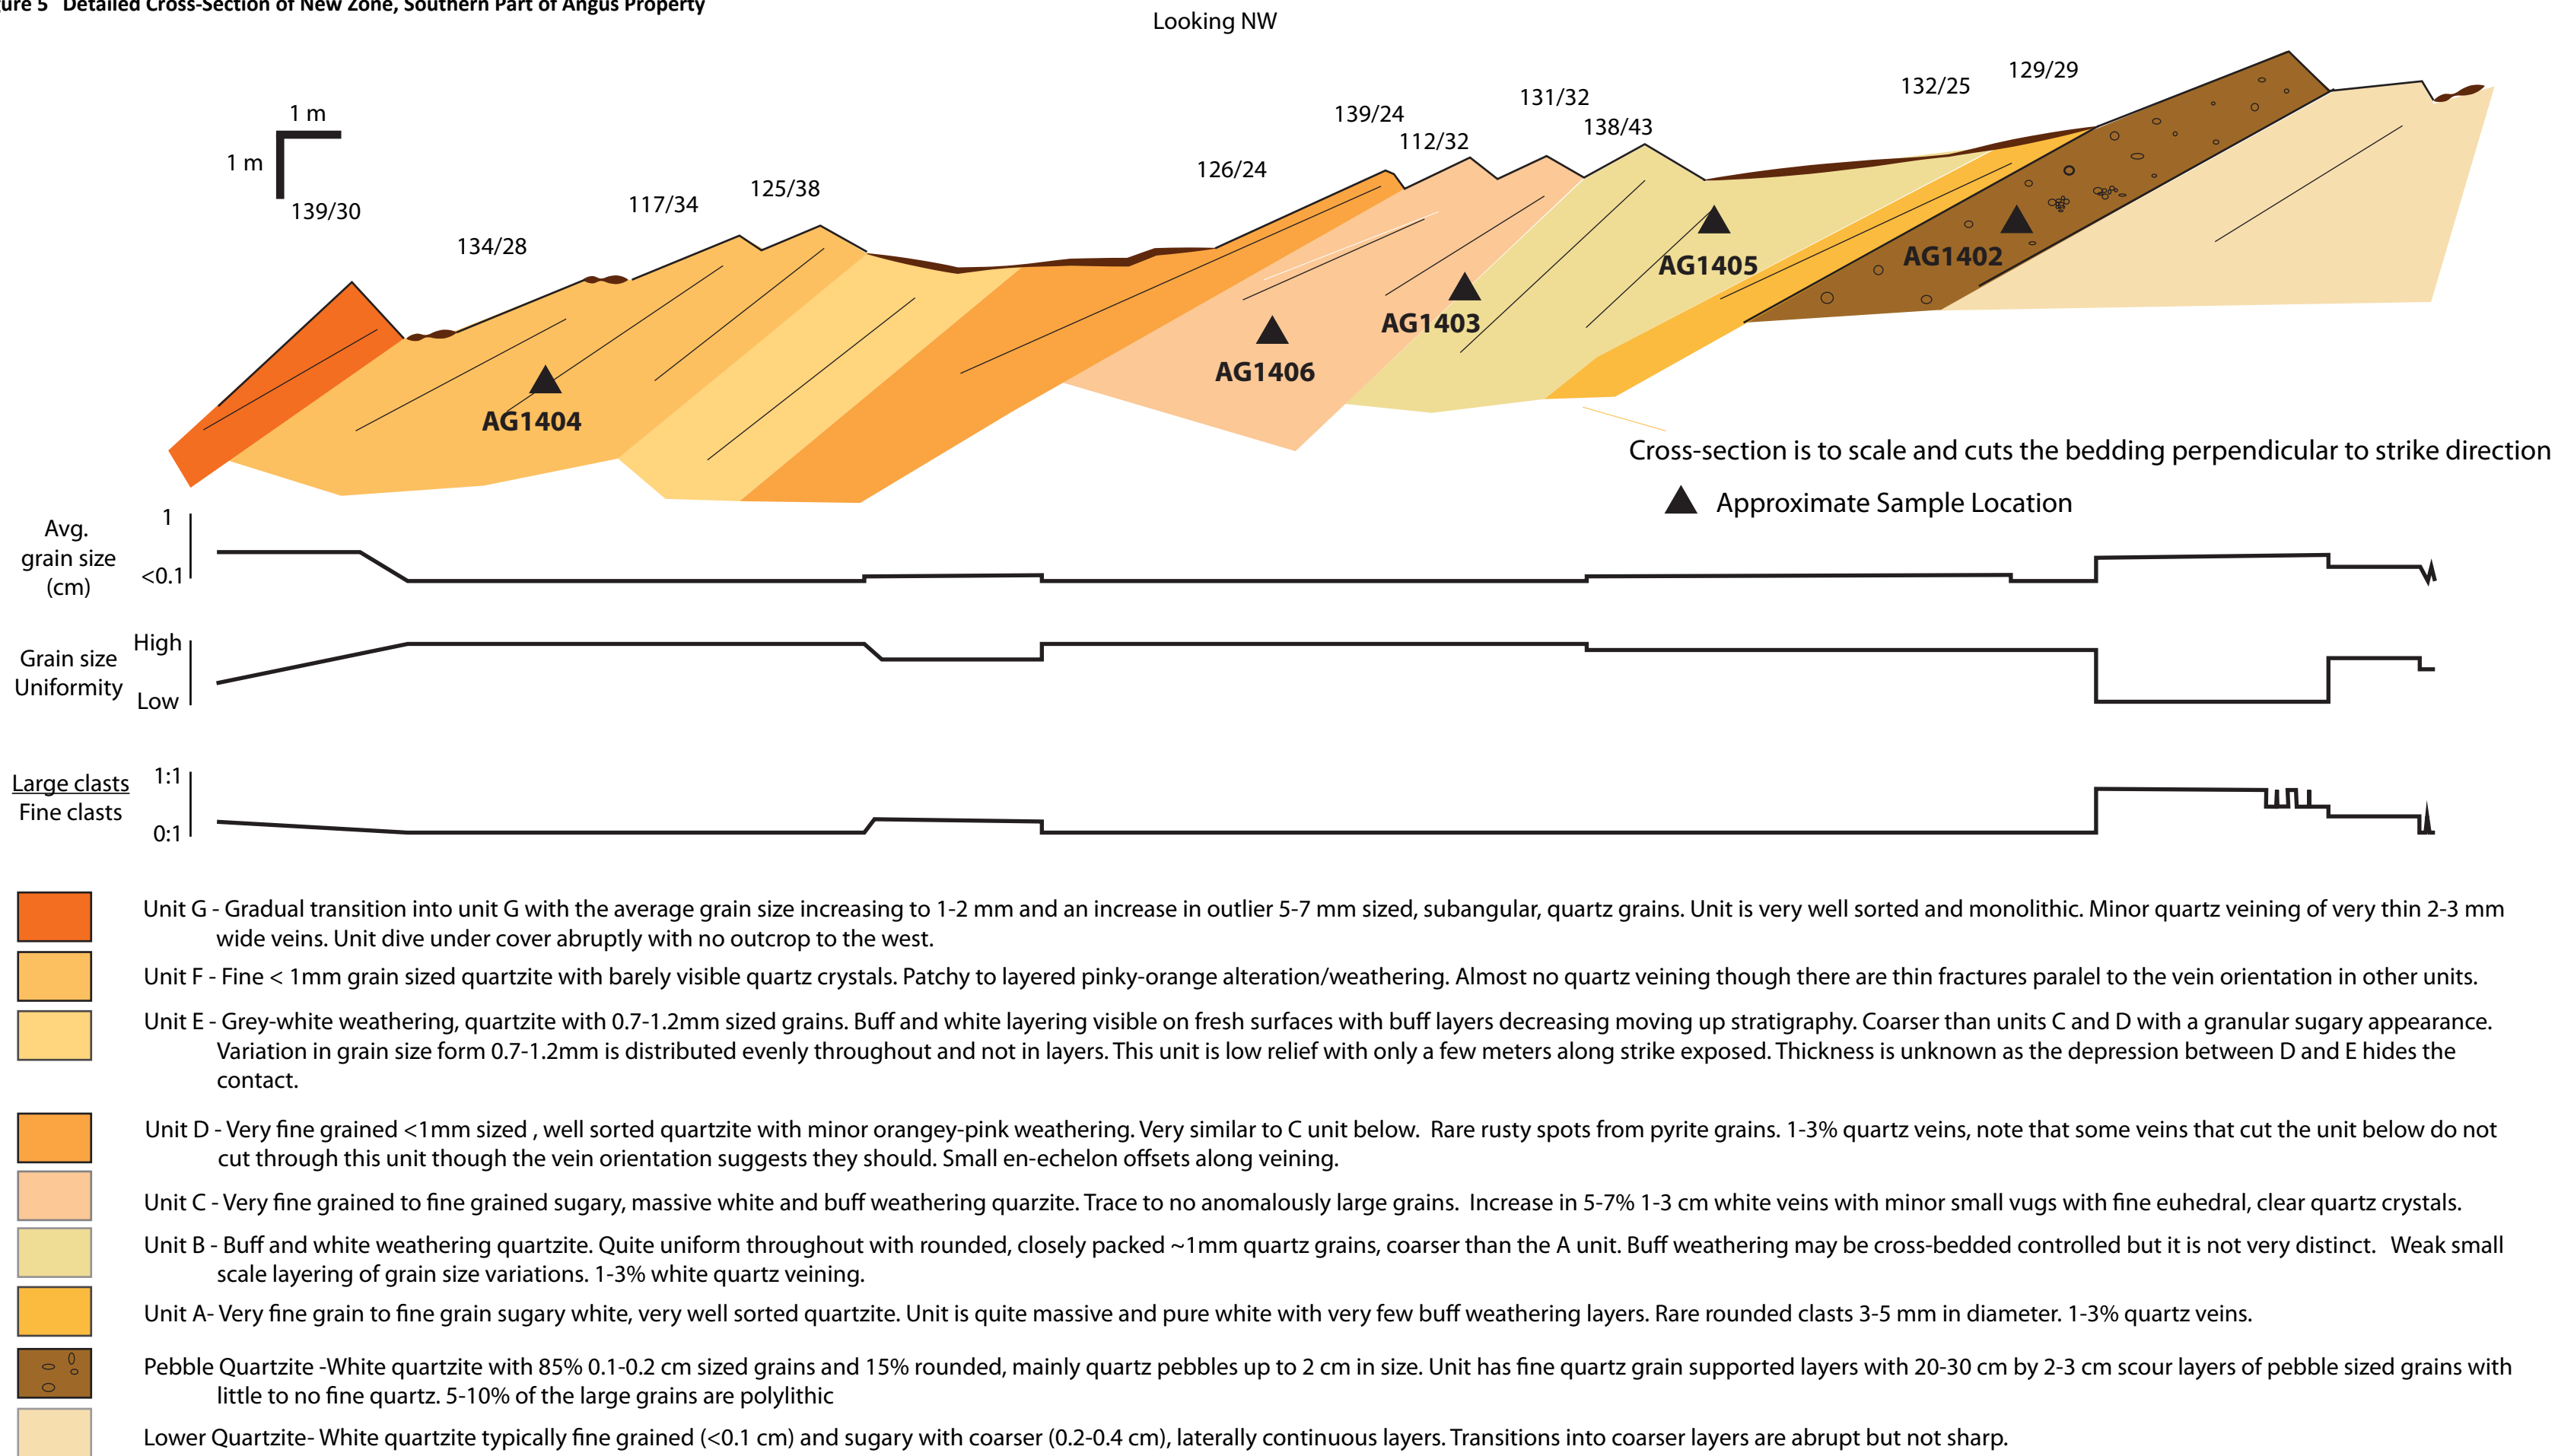 gure 5 Detailed Cross-Section of New Zone, Southern Part of Angus Property
Looking NW
1 m
1 m
139/30
134/28
117/34
125/38
126/24
139/24
112/32
131/32
138/43
132/25
129/29
AG1404
AG1406
AG1403
AG1405
AG1402
Cross-section is to scale and cuts the bedding perpendicular to strike direction
Approximate Sample Location
Avg.
grain size
(cm)
1
<0.1
Grain size
Uniformity
High
Low
Large clasts
Fine clasts
1:1
0:1
Unit G - Gradual transition into unit G with the average grain size increasing to 1-2 mm and an increase in outlier 5-7 mm sized, subangular, quartz grains. Unit is very well sorted and monolithic. Minor quartz veining of very thin 2-3 mm
wide veins. Unit dive under cover abruptly with no outcrop to the west.
Unit F - Fine < 1mm grain sized quartzite with barely visible quartz crystals. Patchy to layered pinky-orange alteration/weathering. Almost no quartz veining though there are thin fractures paralel to the vein orientation in other units.
Unit E - Grey-white weathering, quartzite with 0.7-1.2mm sized grains. Buff and white layering visible on fresh surfaces with buff layers decreasing moving up stratigraphy. Coarser than units C and D with a granular sugary appearance.
Variation in grain size form 0.7-1.2mm is distributed evenly throughout and not in layers. This unit is low relief with only a few meters along strike exposed. Thickness is unknown as the depression between D and E hides the
contact.
Unit D - Very fine grained <1mm sized , well sorted quartzite with minor orangey-pink weathering. Very similar to C unit below. Rare rusty spots from pyrite grains. 1-3% quartz veins, note that some veins that cut the unit below do not
cut through this unit though the vein orientation suggests they should. Small en-echelon offsets along veining.
Unit C - Very fine grained to fine grained sugary, massive white and buff weathering quarzite. Trace to no anomalously large grains. Increase in 5-7% 1-3 cm white veins with minor small vugs with fine euhedral, clear quartz crystals.
Unit B - Buff and white weathering quartzite. Quite uniform throughout with rounded, closely packed ~1mm quartz grains, coarser than the A unit. Buff weathering may be cross-bedded controlled but it is not very distinct. Weak small
scale layering of grain size variations. 1-3% white quartz veining.
Unit A- Very fine grain to fine grain sugary white, very well sorted quartzite. Unit is quite massive and pure white with very few buff weathering layers. Rare rounded clasts 3-5 mm in diameter. 1-3% quartz veins.
Pebble Quartzite -White quartzite with 85% 0.1-0.2 cm sized grains and 15% rounded, mainly quartz pebbles up to 2 cm in size. Unit has fine quartz grain supported layers with 20-30 cm by 2-3 cm scour layers of pebble sized grains with
little to no fine quartz. 5-10% of the large grains are polylithic
Lower Quartzite- White quartzite typically fine grained (<0.1 cm) and sugary with coarser (0.2-0.4 cm), laterally continuous layers. Transitions into coarser layers are abrupt but not sharp.